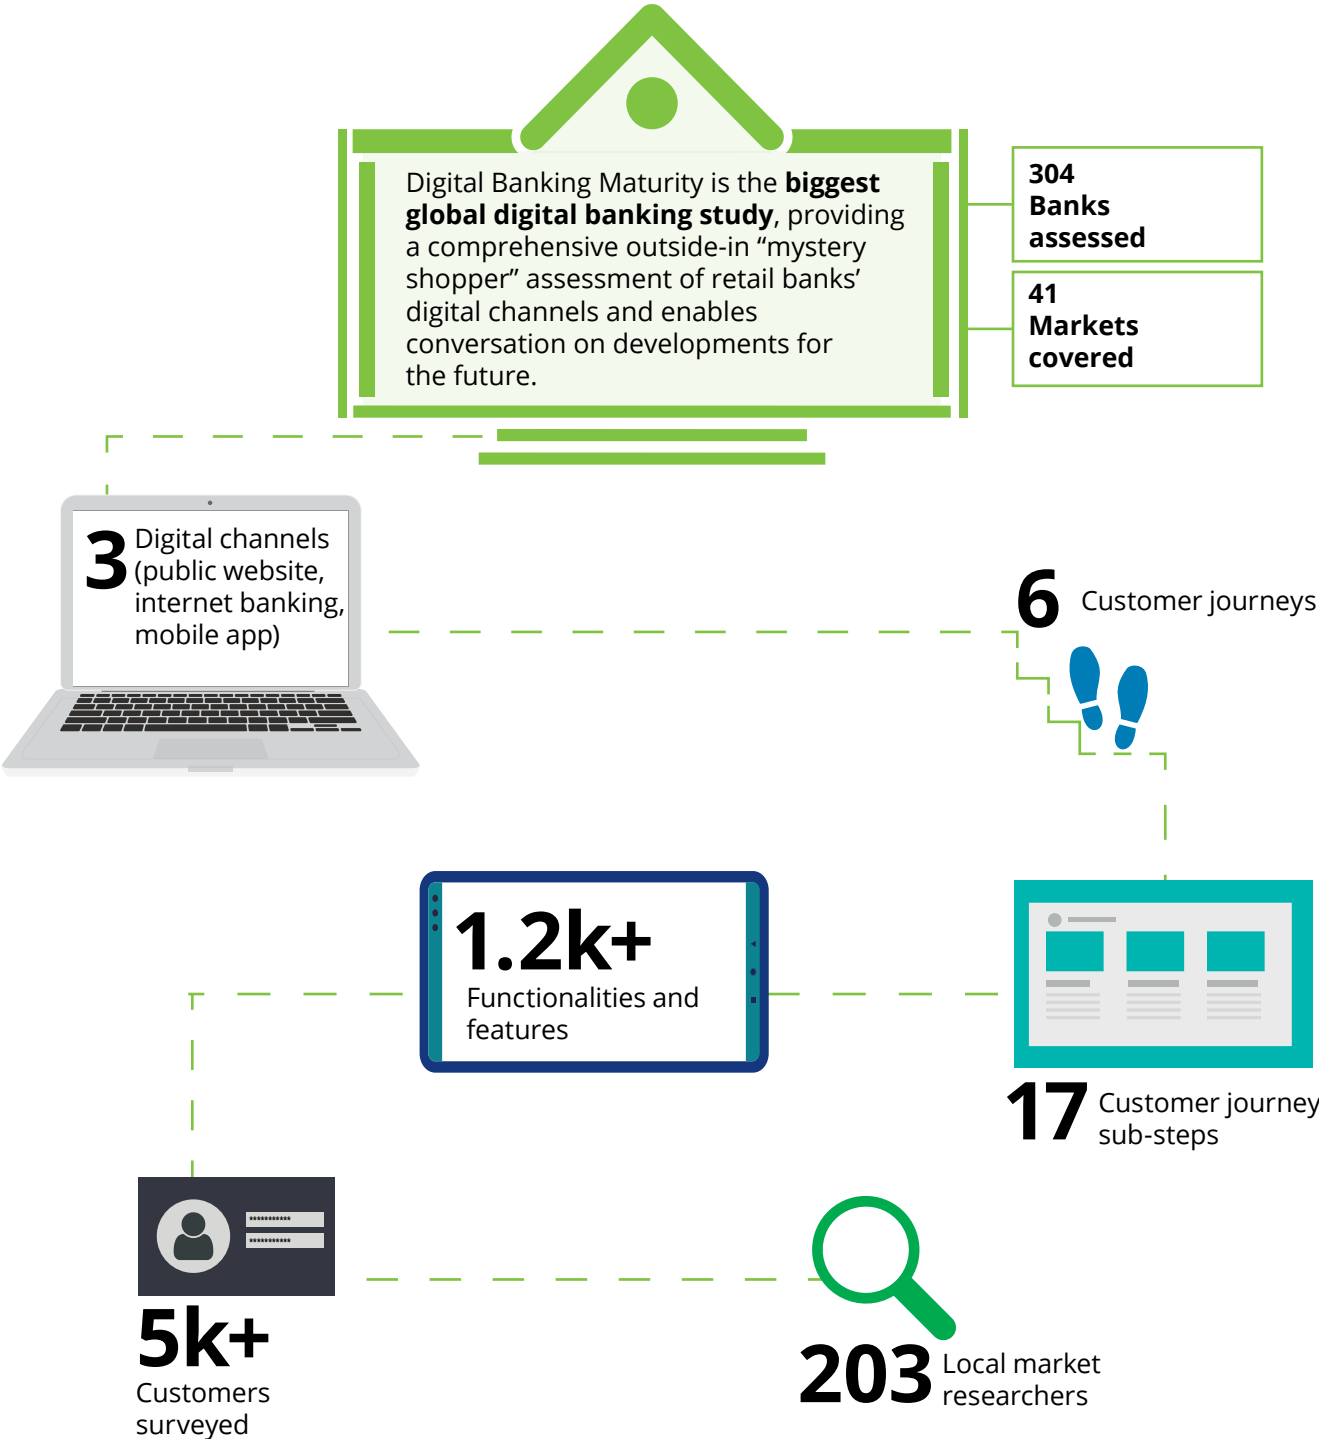 Digital Banking Maturity is the biggest
global digital banking study, providing
a comprehensive outside-in “mystery
shopper” assessment of retail banks’
digital channels and enables
conversation on developments for
the future.
304
Banks
assessed
41
Markets
covered
3
Digital channels
(public website,
internet banking,
mobile app)
6
Customer journeys
1.2k+
Functionalities and
features
17
Customer journey
sub-steps
***********
***********
5k+
Customers
surveyed
203
Local market
researchers